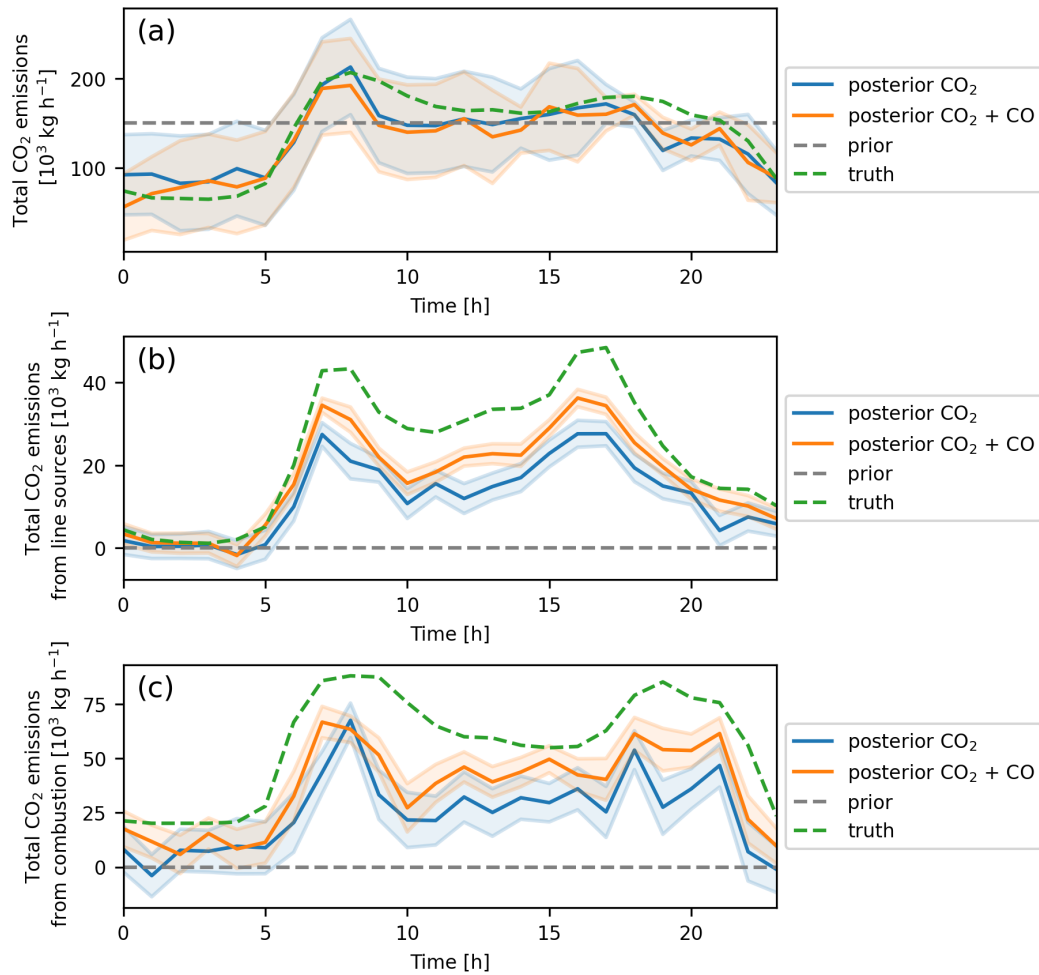 (a)
Total CO₂ emissions
[10³ kg h⁻¹]
200
100
0 5 10 15 20
Time [h]
posterior CO₂
posterior CO₂ + CO
prior
truth
(b)
Total CO₂ emissions
from line sources [10³ kg h⁻¹]
40
20
0
0 5 10 15 20
Time [h]
posterior CO₂
posterior CO₂ + CO
prior
truth
(c)
Total CO₂ emissions
from combustion [10³ kg h⁻¹]
75
50
25
0
0 5 10 15 20
Time [h]
posterior CO₂
posterior CO₂ + CO
prior
truth